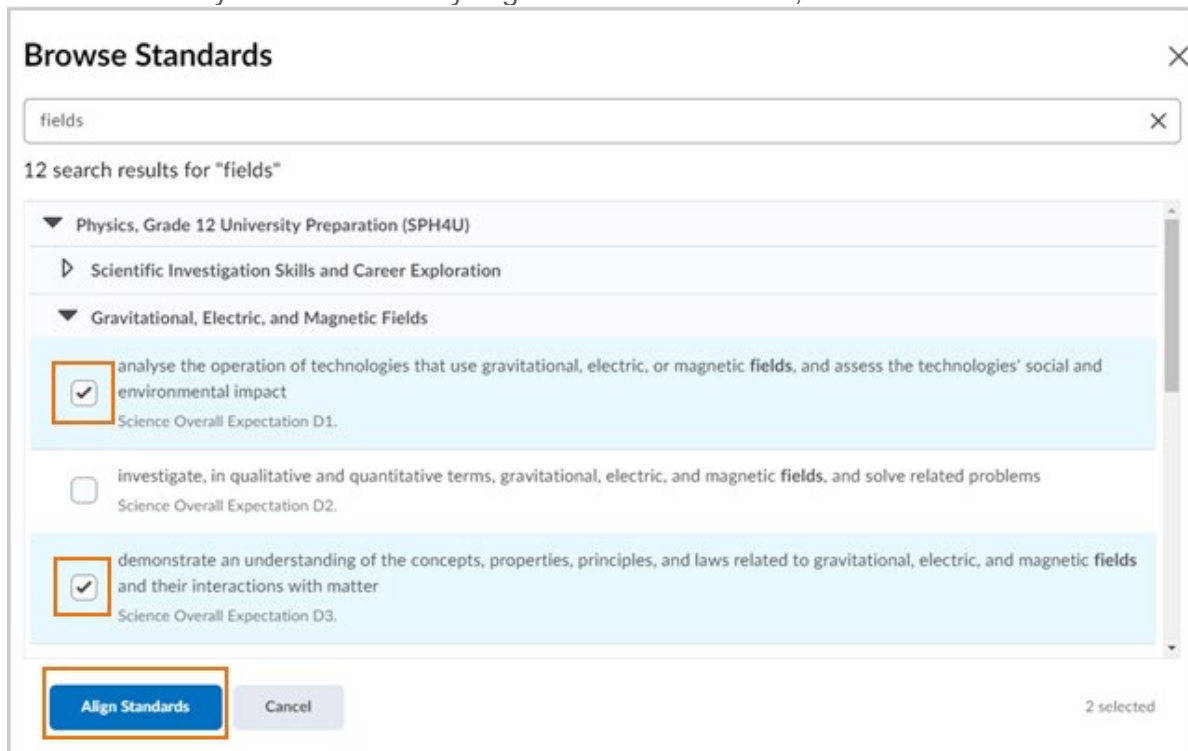 Browse Standards
fields
12 search results for "fields"
Physics, Grade 12 University Preparation (SPH4U)
Scientific Investigation Skills and Career Exploration
Gravitational, Electric, and Magnetic Fields
analyse the operation of technologies that use gravitational, electric, or magnetic fields, and assess the technologies' social and
environmental impact
Science Overall Expectation D1.
investigate, in qualitative and quantitative terms, gravitational, electric, and magnetic fields, and solve related problems
Science Overall Expectation D2.
demonstrate an understanding of the concepts, properties, principles, and laws related to gravitational, electric, and magnetic fields
and their interactions with matter
Science Overall Expectation D3.
Align Standards Cancel 2 selected